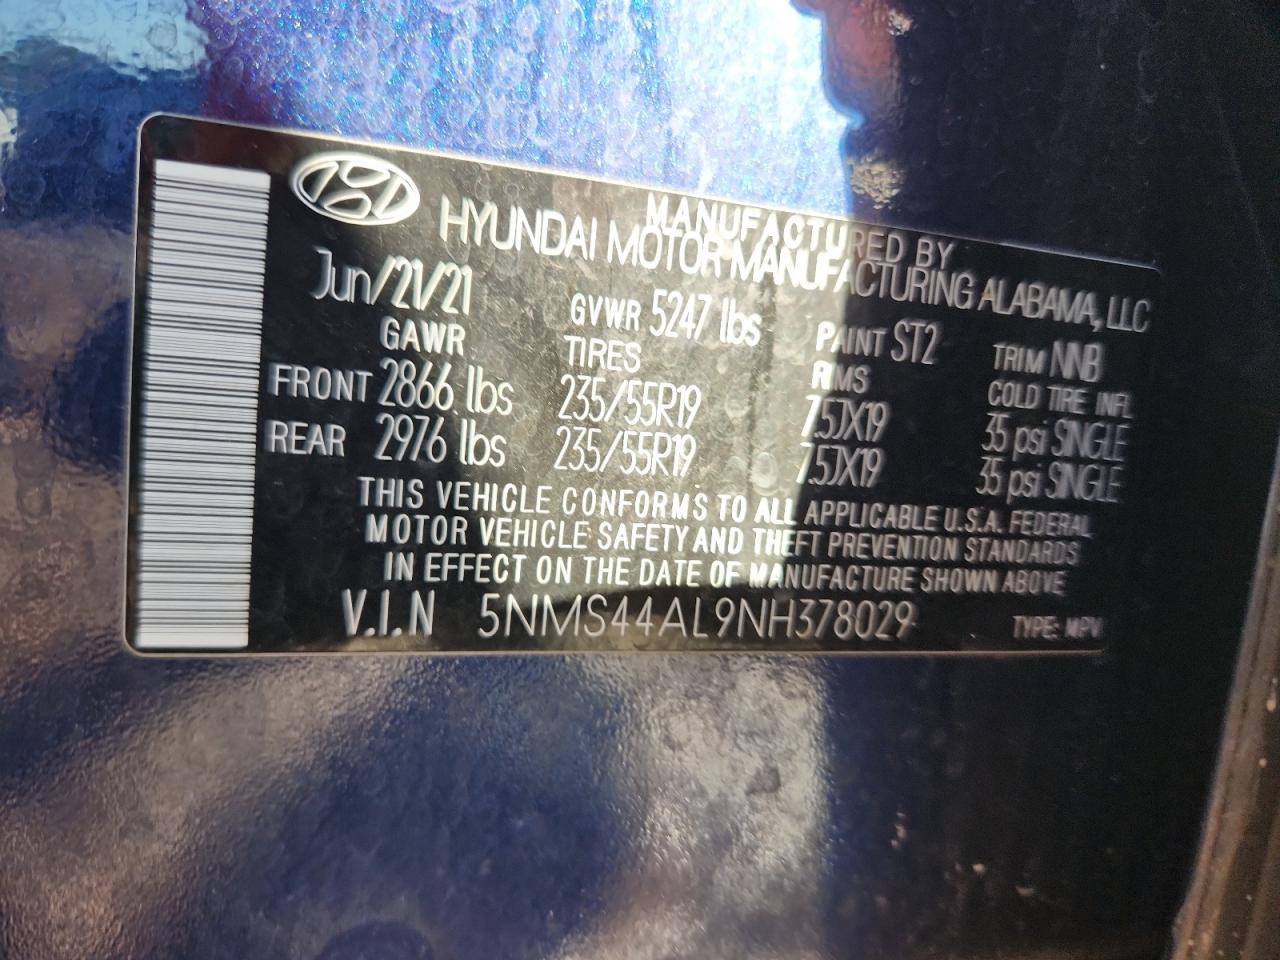 MANUFACTURED BY
HYUNDAI MOTOR MANUFACTURING ALABAMA, LLC
Jun/21/21 GVWR 5247 lbs PAINT ST2 TRIM NNB
GAWR TIRES RIMS COLD TIRE INFL
FRONT 2866 lbs 235/55R19 7.5JX19 35 psi SINGLE
REAR 2976 lbs 235/55R19 7.5JX19 35 psi SINGLE
THIS VEHICLE CONFORMS TO ALL APPLICABLE U.S.A. FEDERAL
MOTOR VEHICLE SAFETY AND THEFT PREVENTION STANDARDS
IN EFFECT ON THE DATE OF MANUFACTURE SHOWN ABOVE
V.I.N 5NMS44AL9NH378029 TYPE: MPV